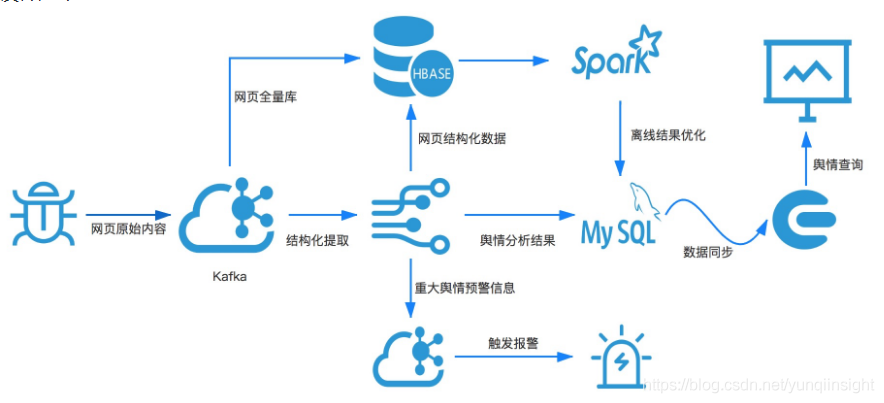 HBASE
Spark
网页全量库
网页结构化数据
离线结果优化
舆情查询
网页原始内容
结构化提取
舆情分析结果
MySQL
数据同步
Kafka
重大舆情预警信息
触发报警
https://blog.csdn.net/yunqiinsight